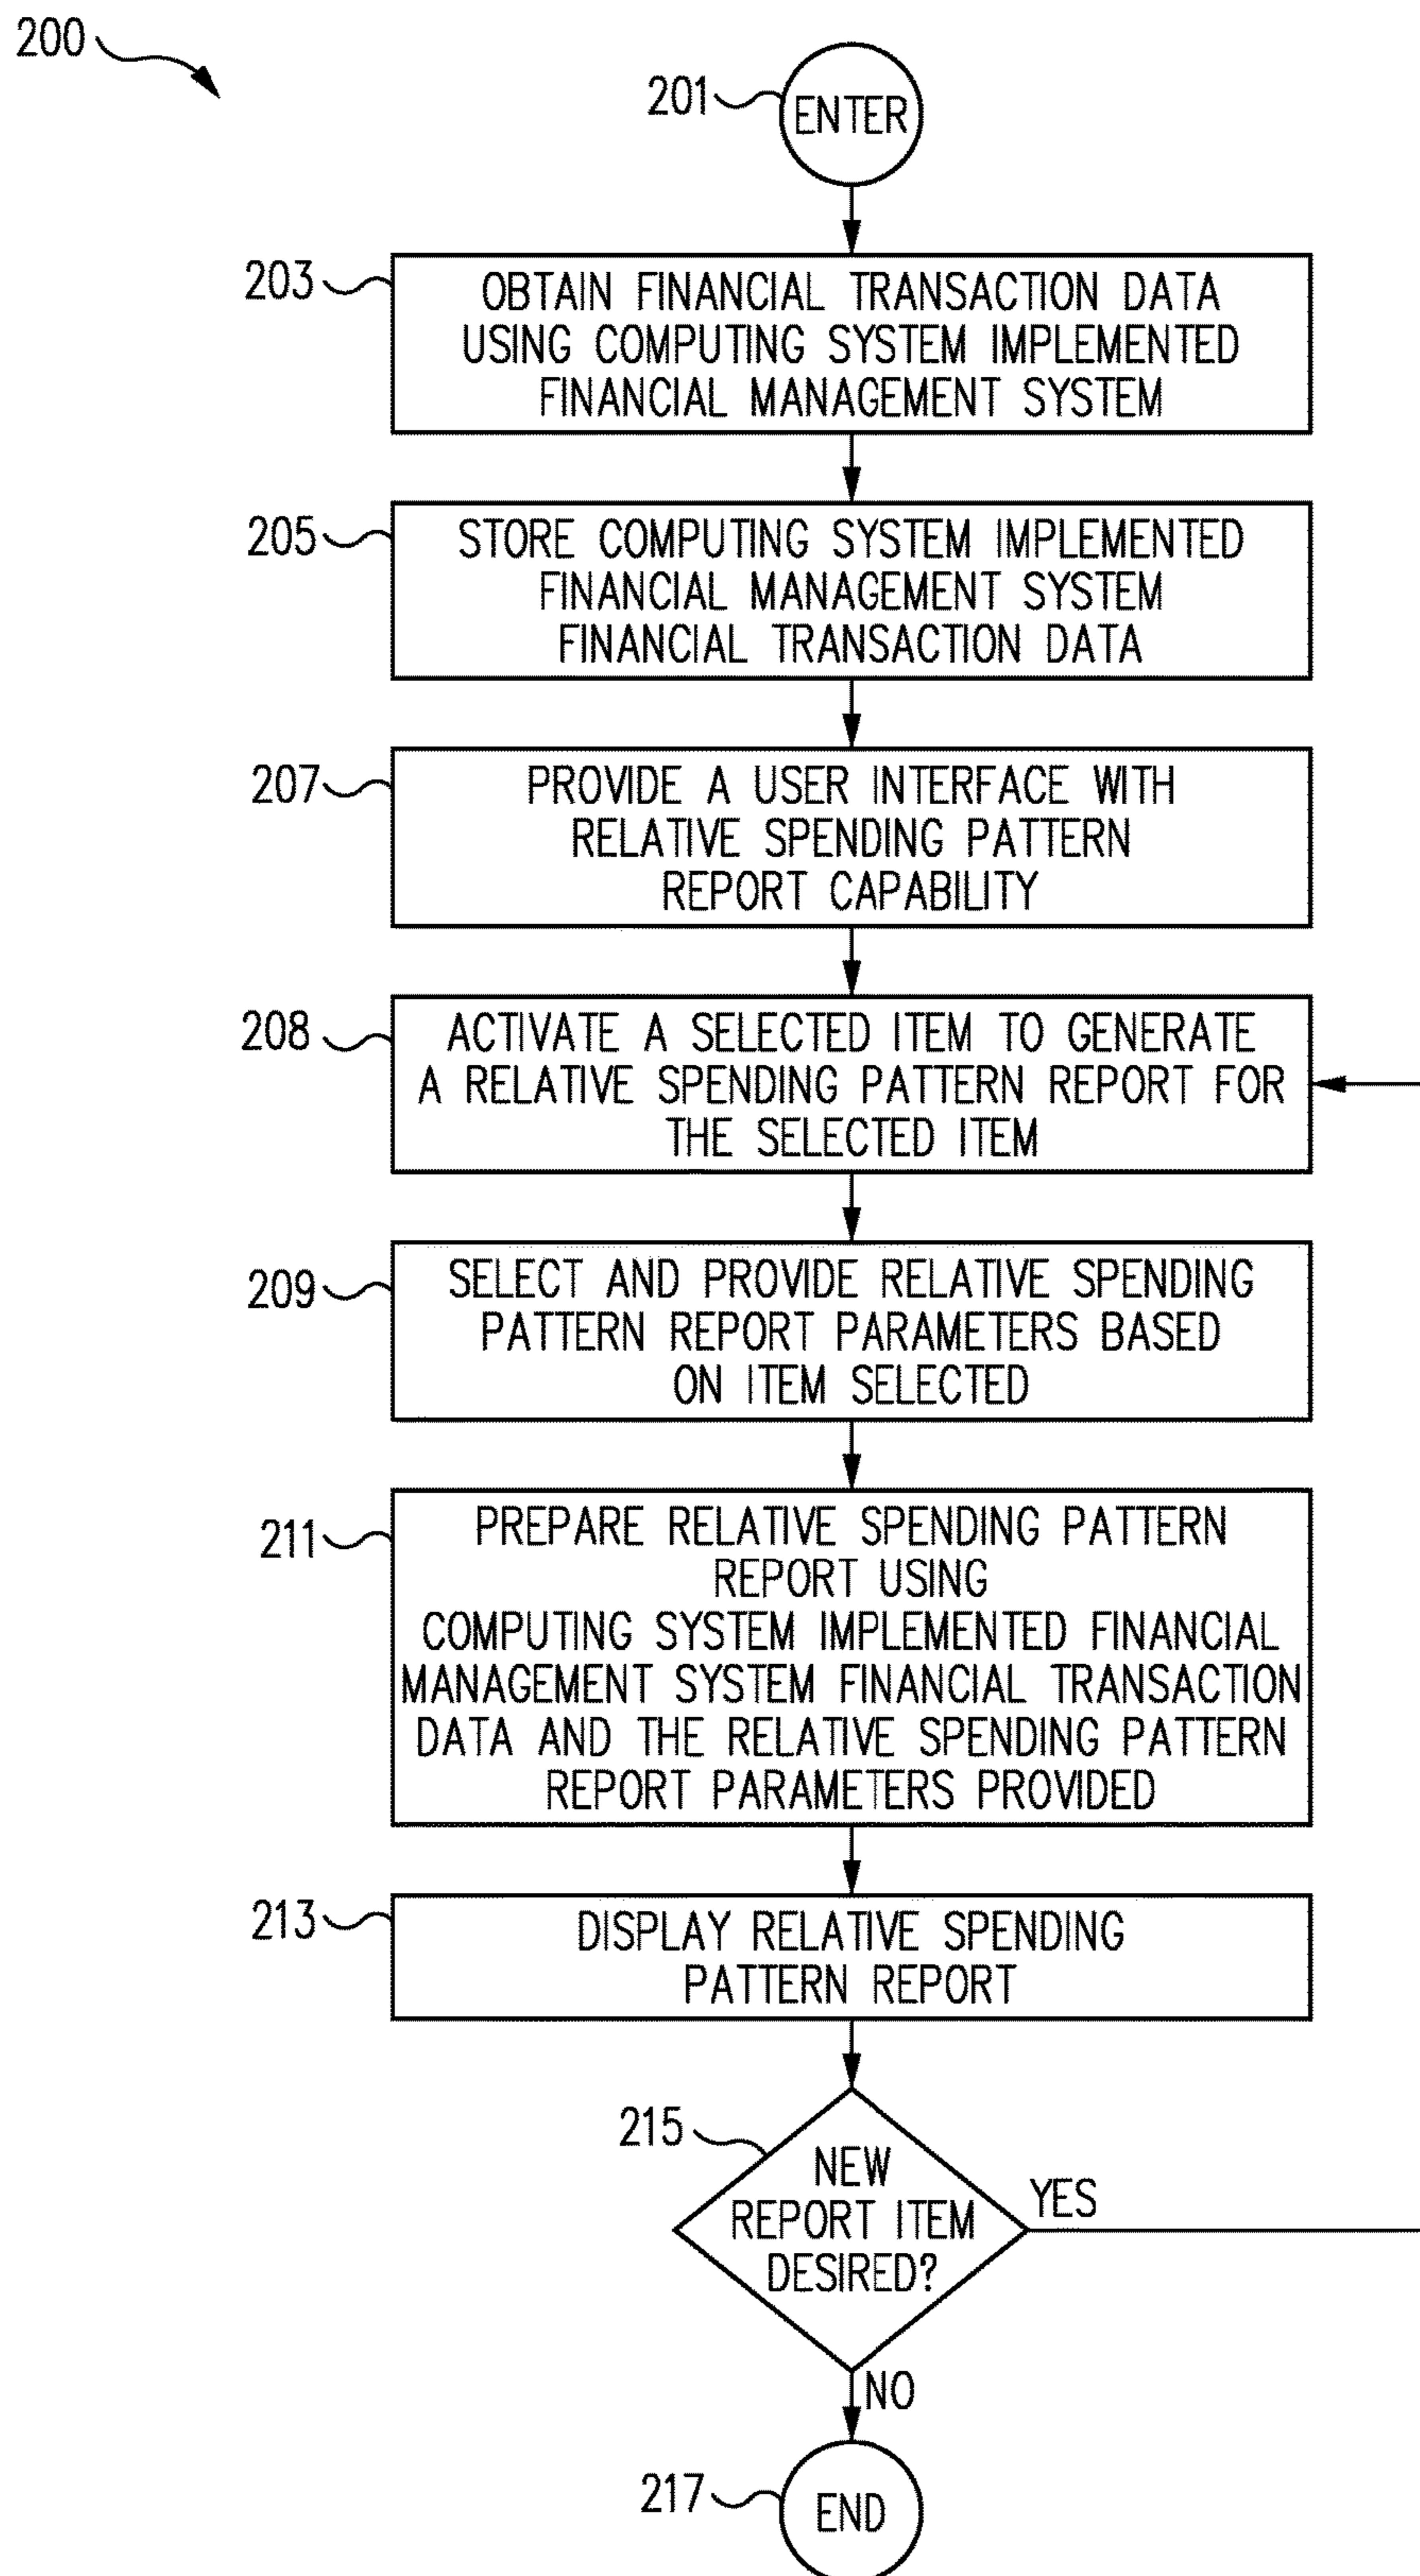 200
201
ENTER
203
OBTAIN FINANCIAL TRANSACTION DATA
USING COMPUTING SYSTEM IMPLEMENTED
FINANCIAL MANAGEMENT SYSTEM
205
STORE COMPUTING SYSTEM IMPLEMENTED
FINANCIAL MANAGEMENT SYSTEM
FINANCIAL TRANSACTION DATA
207
PROVIDE A USER INTERFACE WITH
RELATIVE SPENDING PATTERN
REPORT CAPABILITY
208
ACTIVATE A SELECTED ITEM TO GENERATE
A RELATIVE SPENDING PATTERN REPORT FOR
THE SELECTED ITEM
209
SELECT AND PROVIDE RELATIVE SPENDING
PATTERN REPORT PARAMETERS BASED
ON ITEM SELECTED
211
PREPARE RELATIVE SPENDING PATTERN
REPORT USING
COMPUTING SYSTEM IMPLEMENTED FINANCIAL
MANAGEMENT SYSTEM FINANCIAL TRANSACTION
DATA AND THE RELATIVE SPENDING PATTERN
REPORT PARAMETERS PROVIDED
213
DISPLAY RELATIVE SPENDING
PATTERN REPORT
215
NEW
REPORT ITEM
DESIRED?
YES
NO
217
END